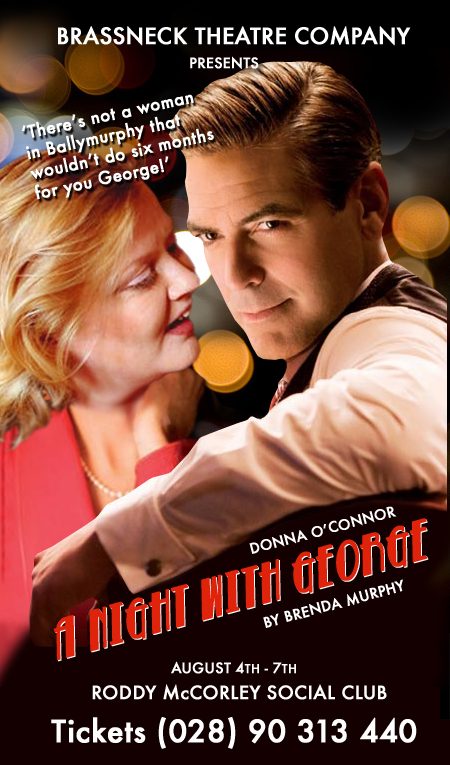 BRASSNECK THEATRE COMPANY
PRESENTS
'There's not a woman
in Ballymurphy that
wouldn't do six months
for you George!'
DONNA O'CONNOR
A NIGHT WITH GEORGE
BY BRENDA MURPHY
AUGUST 4TH - 7TH
RODDY McCORLEY SOCIAL CLUB
Tickets (028) 90 313 440